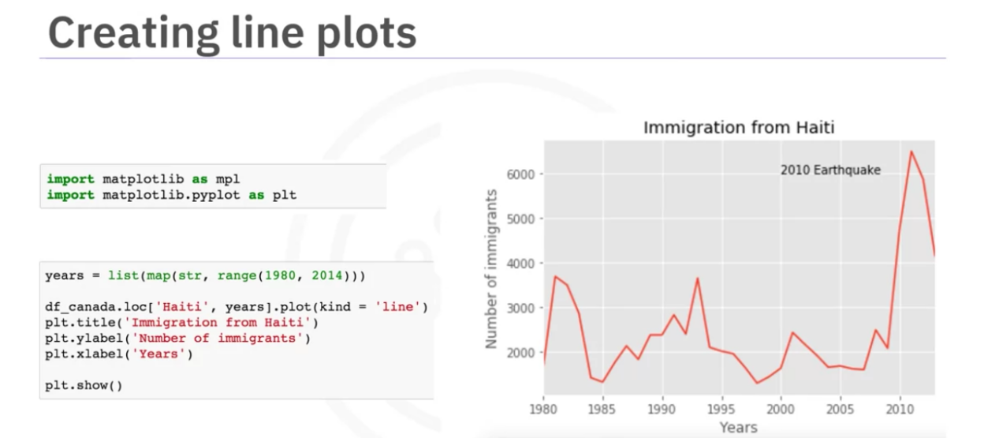 Creating line plots
import matplotlib as mpl
import matplotlib.pyplot as plt
years = list(map(str, range(1980, 2014)))
df_canada.loc['Haiti', years].plot(kind = 'line')
plt.title('Immigration from Haiti')
plt.ylabel('Number of immigrants')
plt.xlabel('Years')
plt.show()
Immigration from Haiti
2010 Earthquake
Number of immigrants
6000
5000
4000
3000
2000
1980 1985 1990 1995 2000 2005 2010
Years